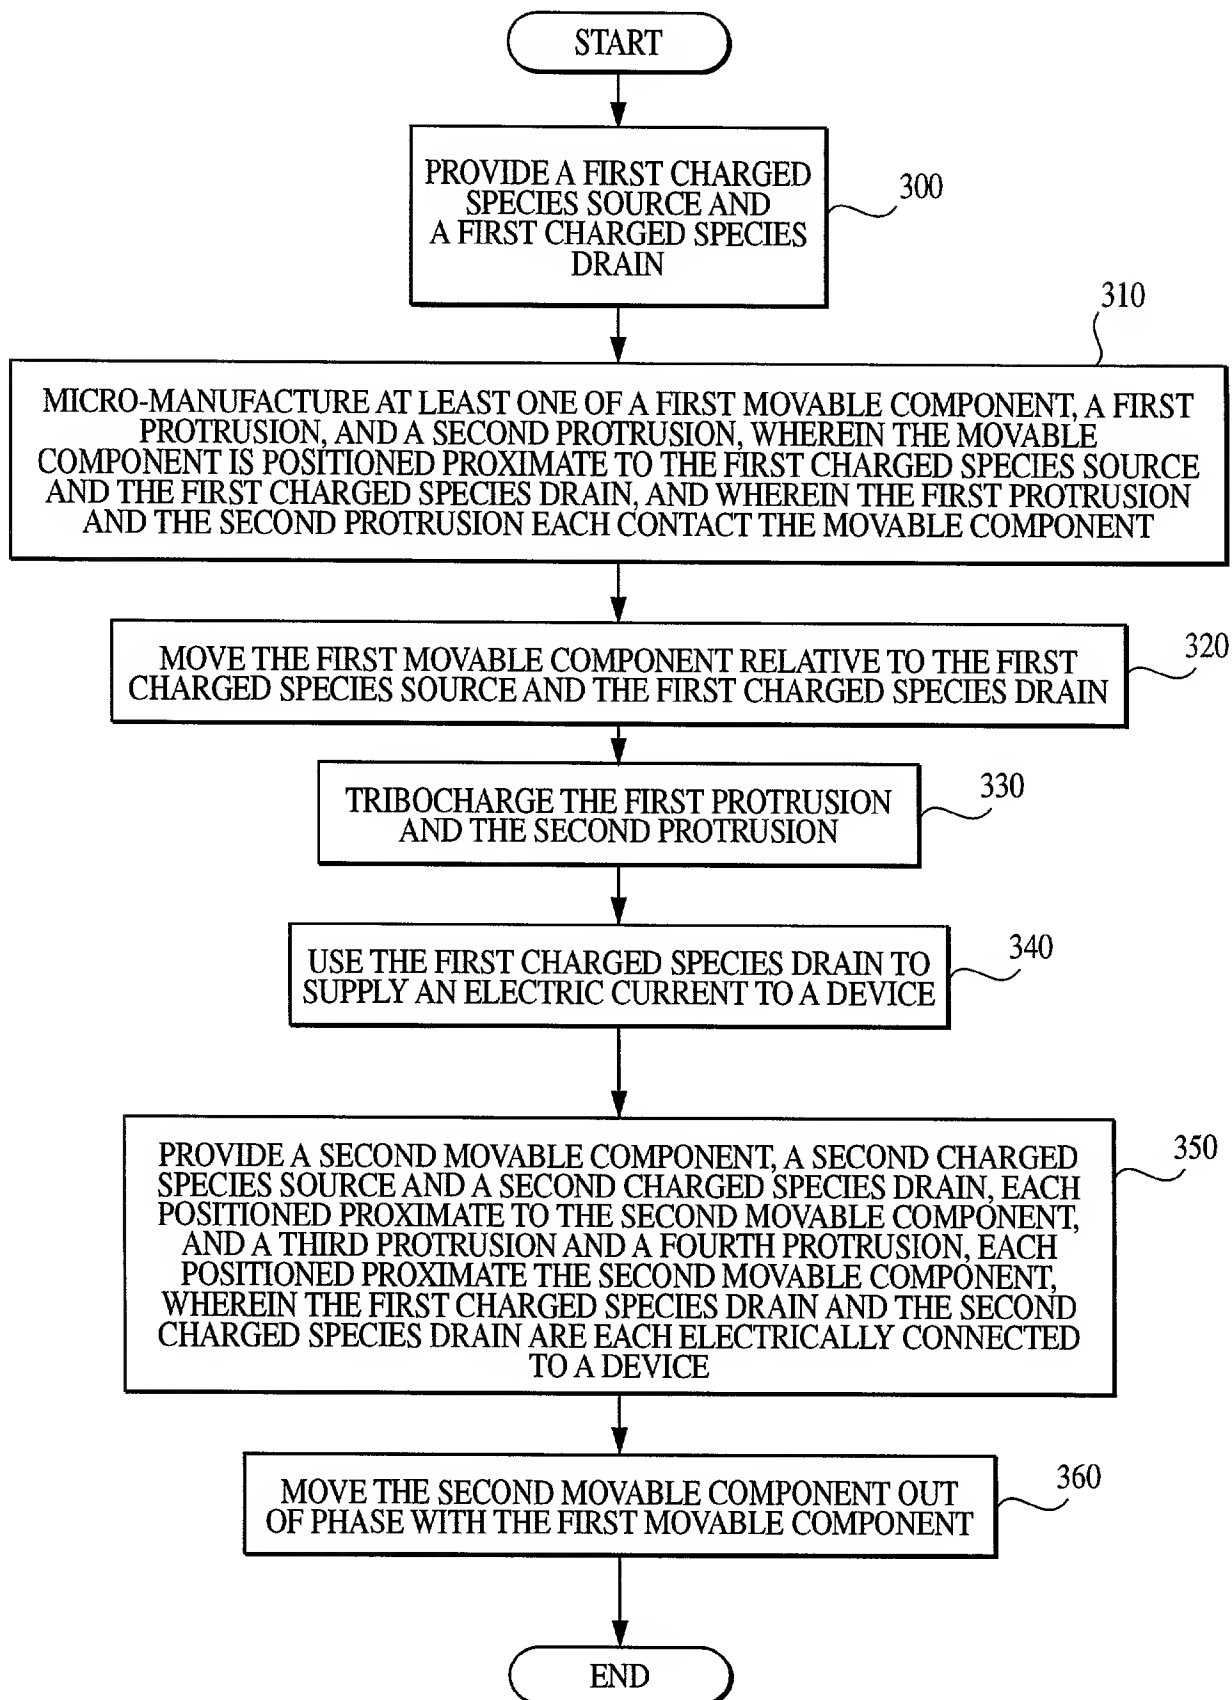 START
PROVIDE A FIRST CHARGED
SPECIES SOURCE AND
A FIRST CHARGED SPECIES
DRAIN
300
310
MICRO-MANUFACTURE AT LEAST ONE OF A FIRST MOVABLE COMPONENT, A FIRST
PROTRUSION, AND A SECOND PROTRUSION, WHEREIN THE MOVABLE
COMPONENT IS POSITIONED PROXIMATE TO THE FIRST CHARGED SPECIES SOURCE
AND THE FIRST CHARGED SPECIES DRAIN, AND WHEREIN THE FIRST PROTRUSION
AND THE SECOND PROTRUSION EACH CONTACT THE MOVABLE COMPONENT
320
MOVE THE FIRST MOVABLE COMPONENT RELATIVE TO THE FIRST
CHARGED SPECIES SOURCE AND THE FIRST CHARGED SPECIES DRAIN
330
TRIBOCHARGE THE FIRST PROTRUSION
AND THE SECOND PROTRUSION
340
USE THE FIRST CHARGED SPECIES DRAIN TO
SUPPLY AN ELECTRIC CURRENT TO A DEVICE
350
PROVIDE A SECOND MOVABLE COMPONENT, A SECOND CHARGED
SPECIES SOURCE AND A SECOND CHARGED SPECIES DRAIN, EACH
POSITIONED PROXIMATE TO THE SECOND MOVABLE COMPONENT,
AND A THIRD PROTRUSION AND A FOURTH PROTRUSION, EACH
POSITIONED PROXIMATE THE SECOND MOVABLE COMPONENT,
WHEREIN THE FIRST CHARGED SPECIES DRAIN AND THE SECOND
CHARGED SPECIES DRAIN ARE EACH ELECTRICALLY CONNECTED
TO A DEVICE
360
MOVE THE SECOND MOVABLE COMPONENT OUT
OF PHASE WITH THE FIRST MOVABLE COMPONENT
END